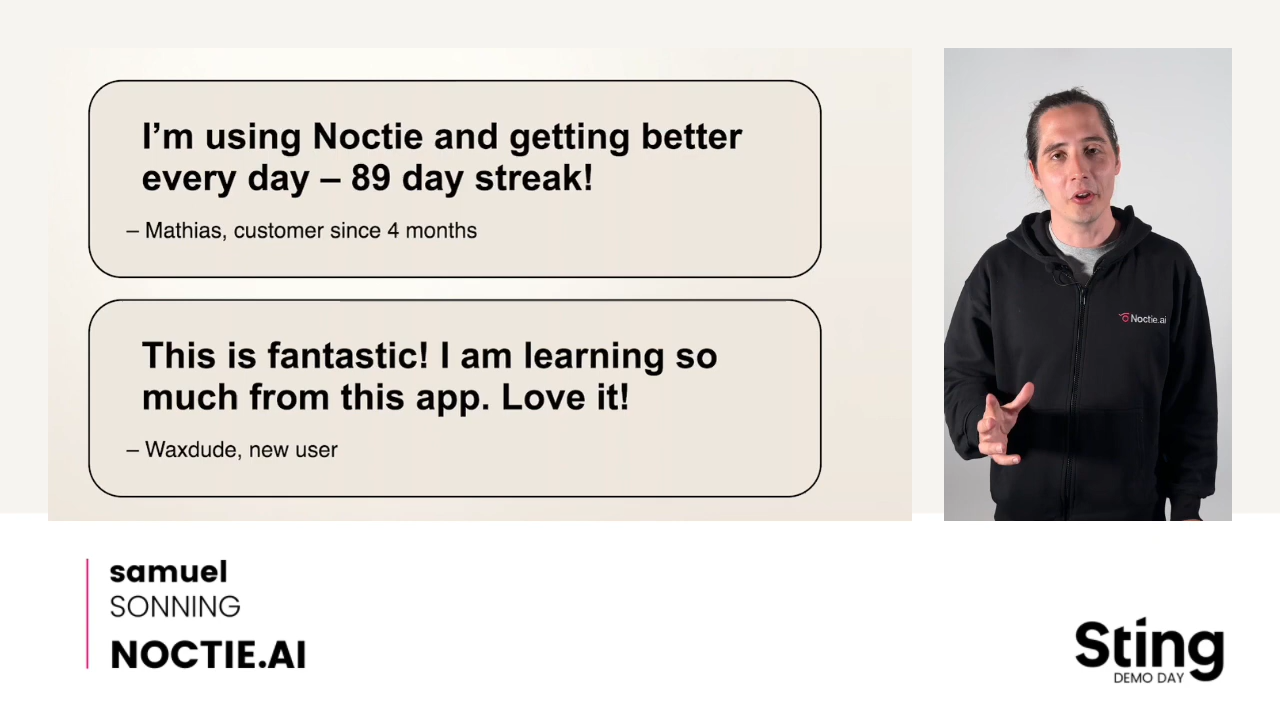 I’m using Noctie and getting better
every day – 89 day streak!
– Mathias, customer since 4 months
This is fantastic! I am learning so
much from this app. Love it!
– Waxdude, new user
Noctie.ai
samuel
SONNING
NOCTIE.AI
Sting
DEMO DAY